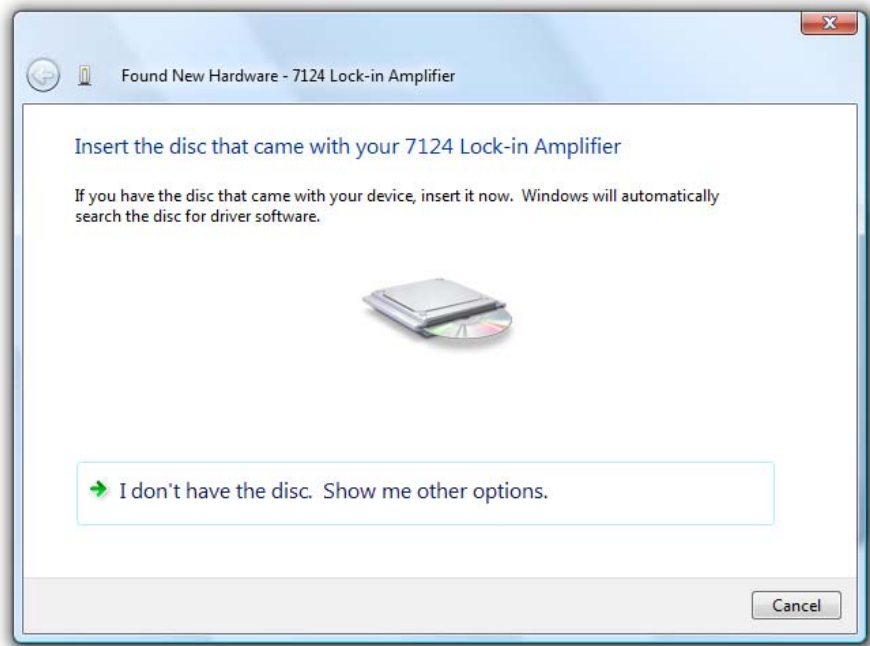 Found New Hardware - 7124 Lock-in Amplifier
Insert the disc that came with your 7124 Lock-in Amplifier
If you have the disc that came with your device, insert it now.  Windows will automatically
search the disc for driver software.
I don't have the disc.  Show me other options.
Cancel